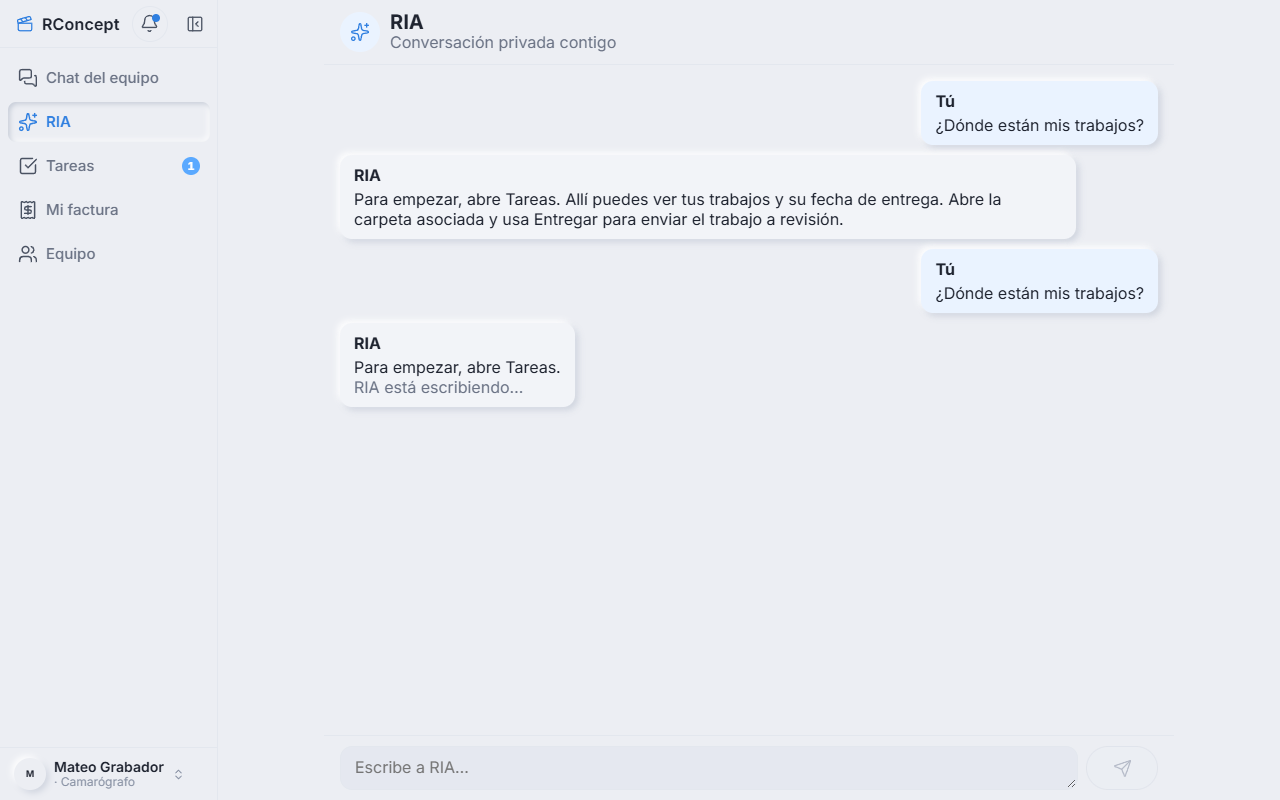 RConcept
Chat del equipo
RIA
Tareas
1
Mi factura
Equipo
M
Mateo Grabador
· Camarógrafo
RIA
Conversación privada contigo
Tú
¿Dónde están mis trabajos?
RIA
Para empezar, abre Tareas. Allí puedes ver tus trabajos y su fecha de entrega. Abre la
carpeta asociada y usa Entregar para enviar el trabajo a revisión.
Tú
¿Dónde están mis trabajos?
RIA
Para empezar, abre Tareas.
RIA está escribiendo...
Escribe a RIA...